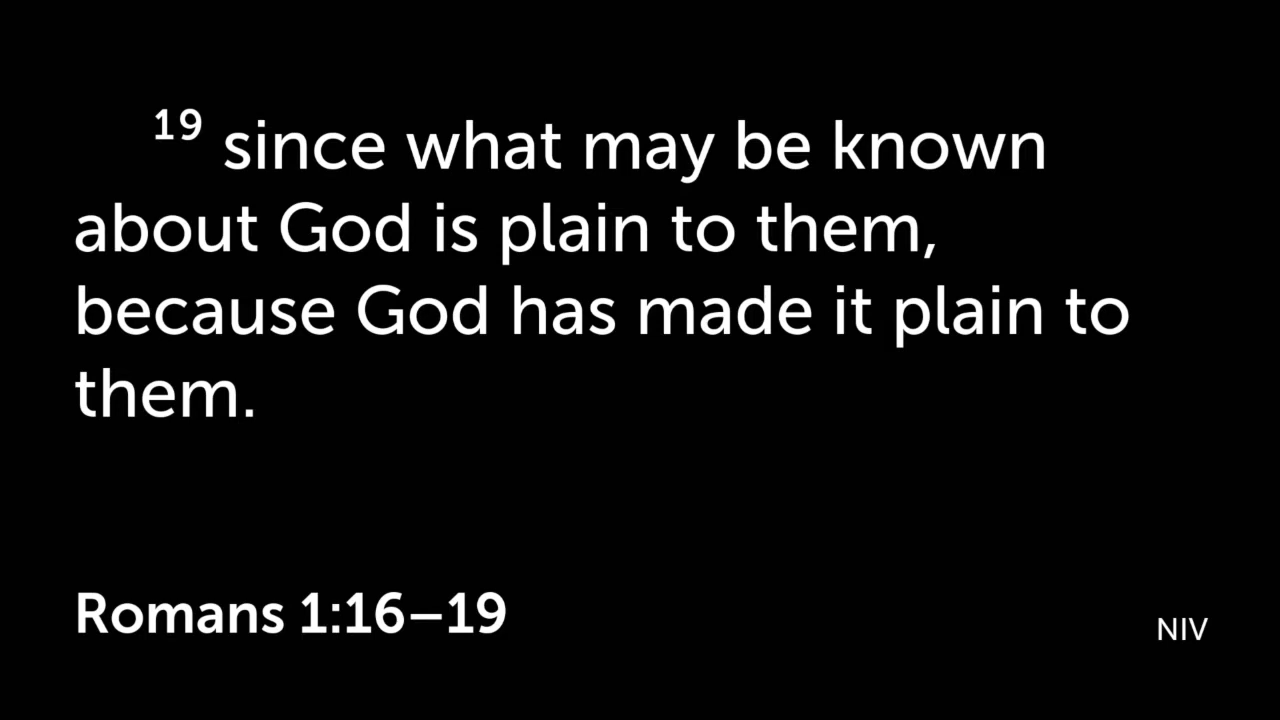 19 since what may be known
about God is plain to them,
because God has made it plain to
them.
Romans 1:16–19
NIV